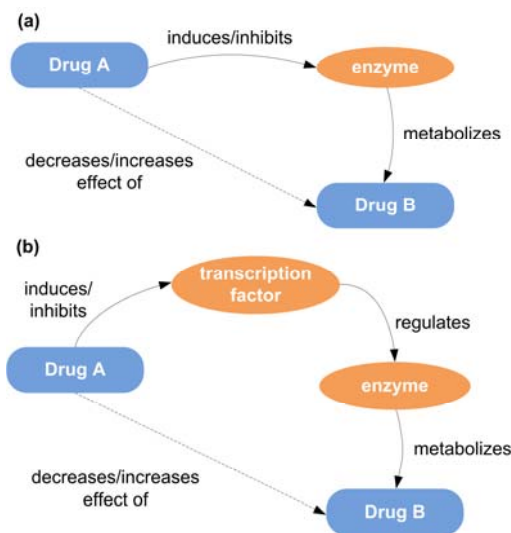 (a)
induces/inhibits
Drug A
enzyme
metabolizes
decreases/increases
effect of
Drug B
(b)
transcription
factor
induces/
inhibits
regulates
Drug A
enzyme
metabolizes
decreases/increases
effect of
Drug B